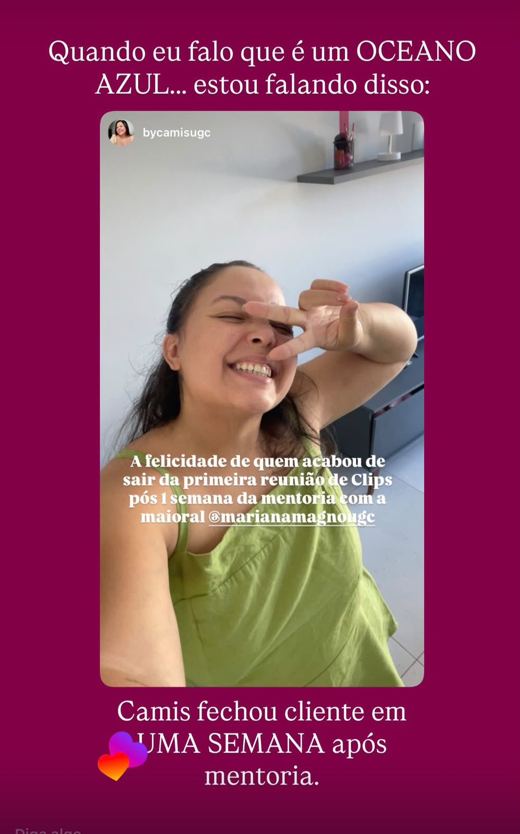 Quando eu falo que é um OCEANO
AZUL... estou falando disso:
bycamisugc
A felicidade de quem acabou de
sair da primeira reunião de Clips
pós 1 semana da mentoria com a
maioral @marianamagnougc
Camis fechou cliente em
UMA SEMANA após
mentoria.